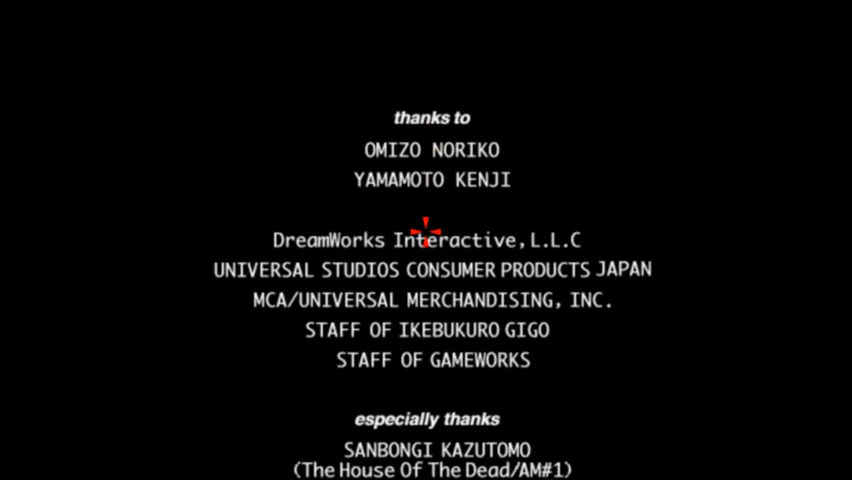 thanks to
OMIZO NORIKO
YAMAMOTO KENJI
DreamWorks Interactive, L.L.C
UNIVERSAL STUDIOS CONSUMER PRODUCTS JAPAN
MCA/UNIVERSAL MERCHANDISING, INC.
STAFF OF IKEBUKURO GIGO
STAFF OF GAMEWORKS
especially thanks
SANBONGI KAZUTOMO
(The House Of The Dead/AM#1)